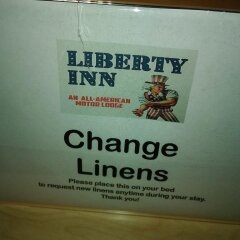 LIBERTY
INN
AN ALL-AMERICAN
MOTOR LODGE
Change
Linens
Please place this on your bed
to request new linens anytime during your stay.
Thank you!